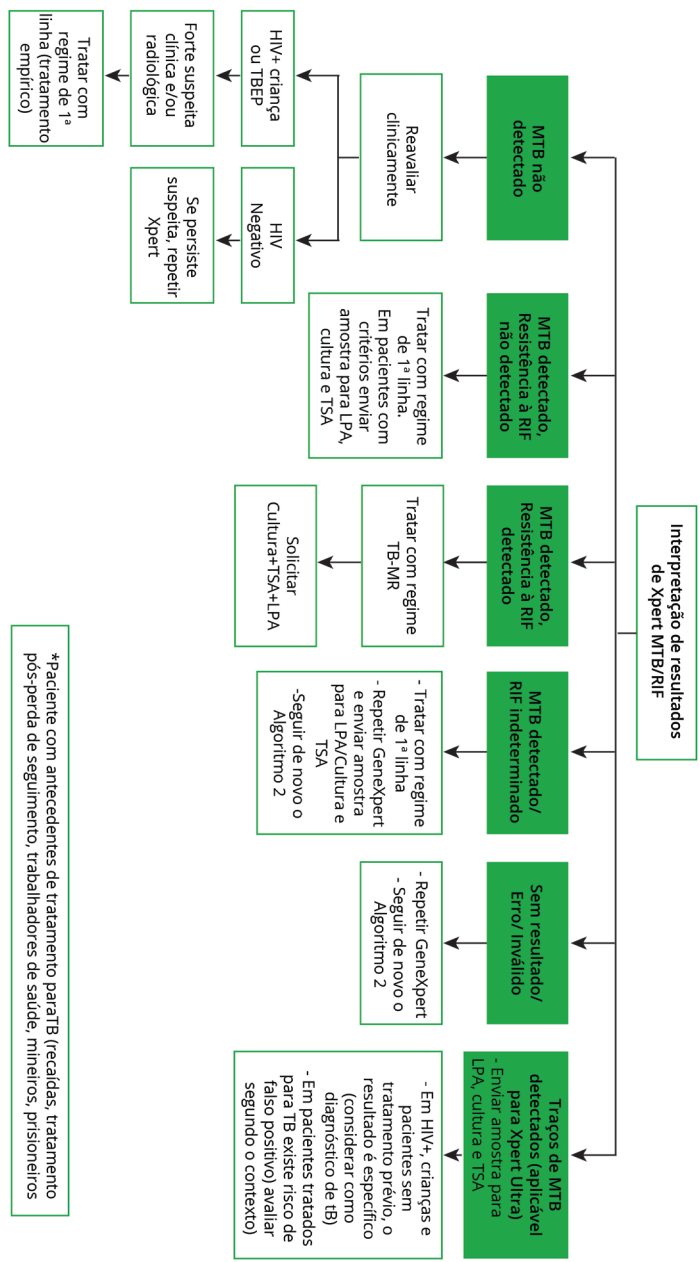 Interpretação de resultados
de Xpert MTB/RIF
MTB não
detectado
Reavaliar
clinicamente
HIV+ criança
ou TBEP
Forte suspeita
clínica e/ou
radiológica
Tratar com
regime de 1ª
linha (tratamento
empírico)
HIV
Negativo
Se persiste
suspeita, repetir
Xpert
MTB detectado,
Resistência à RIF
não detectado
Tratar com regime
de 1ª linha.
Em pacientes com
critérios enviar
amostra para LPA,
cultura e TSA
MTB detectado,
Resistência à RIF
detectado
Tratar com regime
TB-MR
Solicitar
Cultura+TSA+LPA
MTB detectado/
RIF indeterminado
- Tratar com regime
de 1ª linha
- Repetir GeneXpert
e enviar amostra
para LPA/Cultura e
TSA
-Seguir de novo o
Algoritmo 2
Sem resultado/
Erro/ Inválido
- Repetir GeneXpert
- Seguir de novo o
Algoritmo 2
Traços de MTB
detectados (aplicável
para Xpert Ultra)
- Enviar amostra para
LPA, cultura e TSA
- Em HIV+, crianças e
pacientes sem
tratamento prévio, o
resultado é específico
(considerar como
diagnóstico de tB)
- Em pacientes tratados
para TB existe risco de
falso positivo) avaliar
segundo o contexto)
*Paciente com antecedentes de tratamento paraTB (recaídas, tratamento
pós-perda de seguimento, trabalhadores de saúde, mineiros, prisioneiros